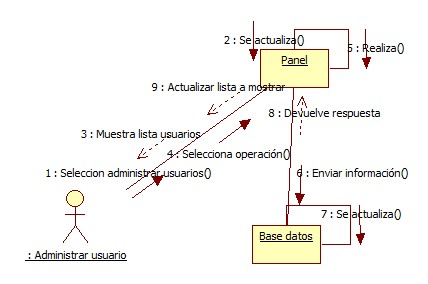 2 : Se actualiza()
5 : Realiza()
Panel
9 : Actualizar lista a mostrar
8 : Devuelve respuesta
3 : Muestra lista usuarios
4 : Selecciona operación()
1 : Seleccion administrar usuarios()
6 : Enviar información()
7 : Se actualiza()
Base datos
: Administrar usuario